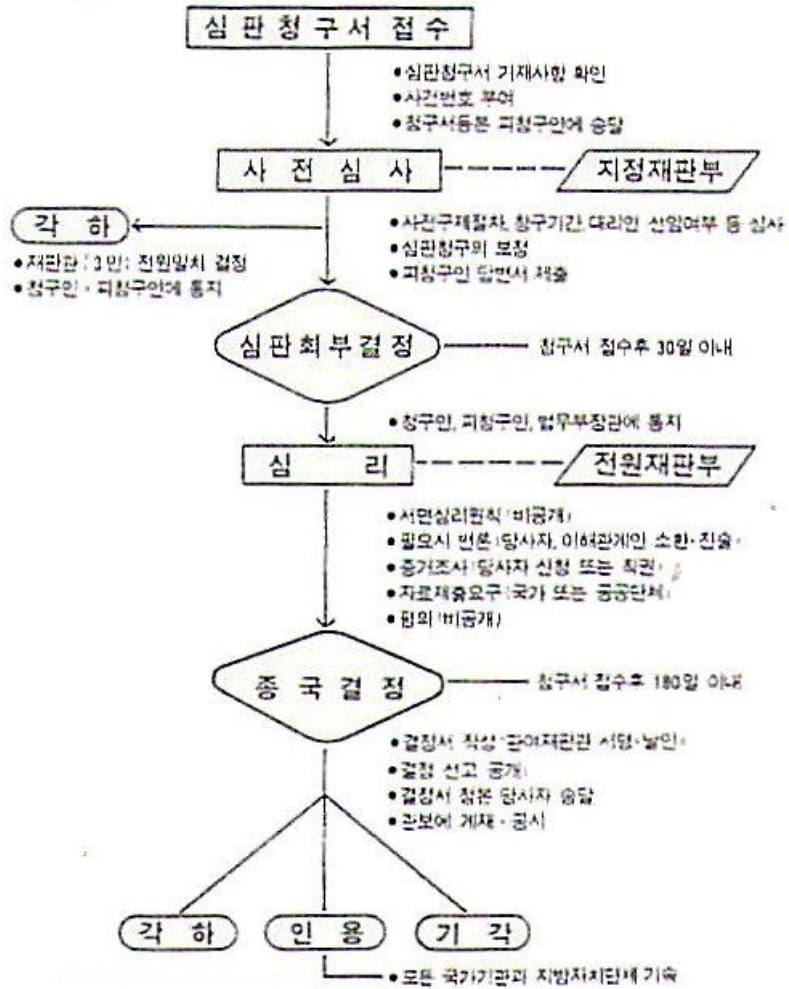 심판청구서접수
●심판청구서 기재사항 확인
●사건번호 부여
●청구서등본 피청구인에 송달
사전심사
지정재판부
각하
●재판관(3인) 전원일치 결정
●청구인·피청구인에 통지
●사전구제절차, 청구기간, 대리인 선임여부 등 심사
●심판청구의 보정
●피청구인 답변서 제출
심판회부결정
청구서 접수후 30일 이내
●청구인, 피청구인, 법무부장관에 통지
심리
전원재판부
●서면심리원칙(비공개)
●필요시 변론(당사자, 이해관계인 소환·진술)
●증거조사(당사자 신청 또는 직권)
●자료제출요구(국가 또는 공공단체)
●평의(비공개)
종국결정
청구서 접수후 180일 이내
●결정서 작성(관여재판관 서명·날인)
●결정 선고(공개)
●결정서 정본 당사자 송달
●관보에 게재·공시
각하
인용
기각
●모든 국가기관과 지방자치단체 기속